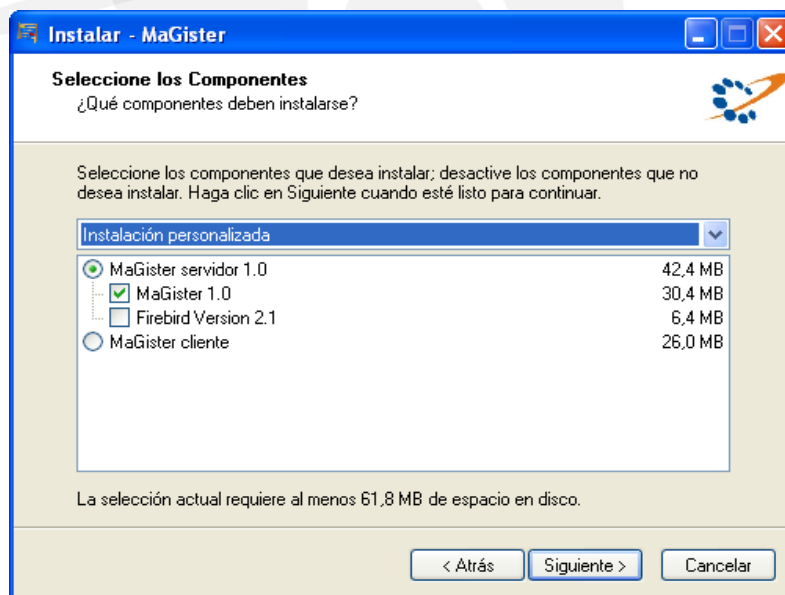 Instalar - MaGister
Seleccione los Componentes
¿Qué componentes deben instalarse?
Seleccione los componentes que desea instalar; desactive los componentes que no
desea instalar. Haga clic en Siguiente cuando esté listo para continuar.
Instalación personalizada
MaGister servidor 1.0 42,4 MB
MaGister 1.0 30,4 MB
Firebird Version 2.1 6,4 MB
MaGister cliente 26,0 MB
La selección actual requiere al menos 61,8 MB de espacio en disco.
< Atrás Siguiente > Cancelar